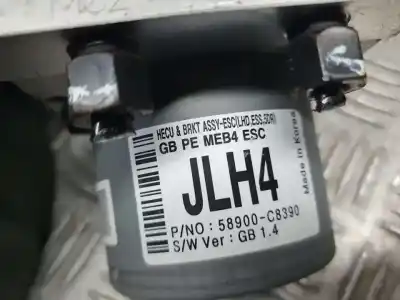 HECU & BRKT ASSY-ESC(LHD,ESS,5DR)
GB PE MEB4 ESC
JLH4
P/NO : 58900-C8390
S/W Ver : GB 1.4
Made in Korea